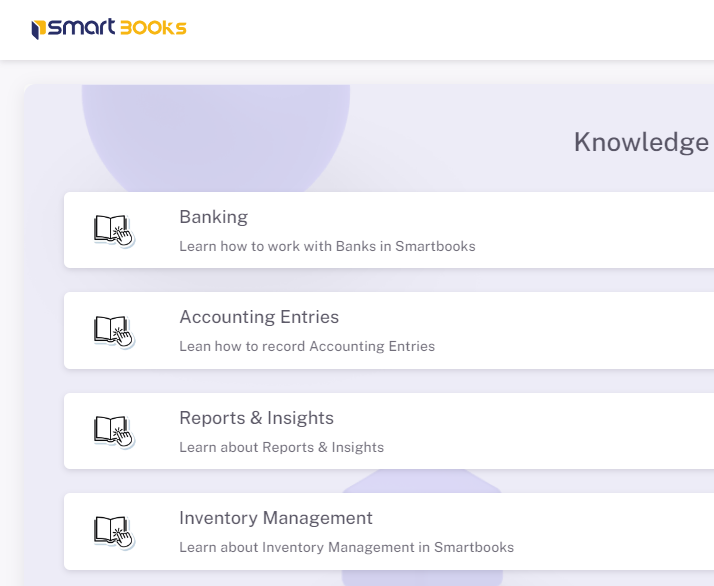 smart BOOKS
Knowledge
Banking
Learn how to work with Banks in Smartbooks
Accounting Entries
Lean how to record Accounting Entries
Reports & Insights
Learn about Reports & Insights
Inventory Management
Learn about Inventory Management in Smartbooks